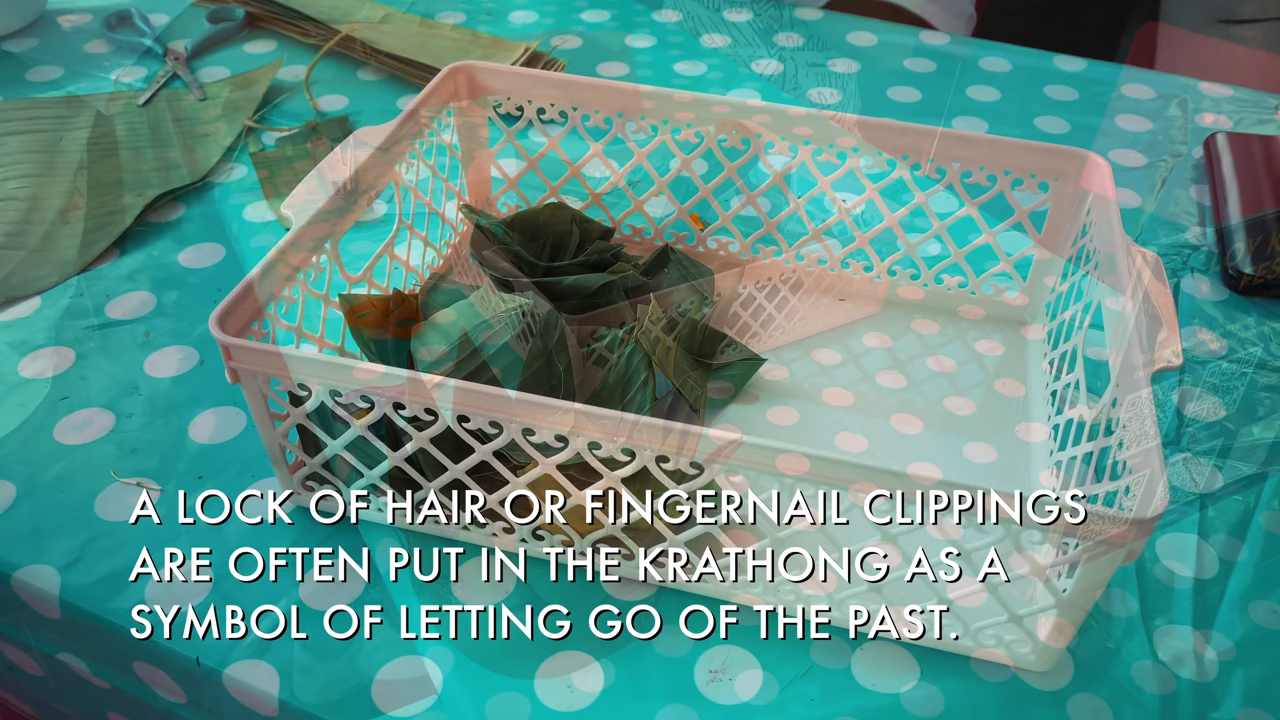 A LOCK OF HAIR OR FINGERNAIL CLIPPINGS
ARE OFTEN PUT IN THE KRATHONG AS A
SYMBOL OF LETTING GO OF THE PAST.